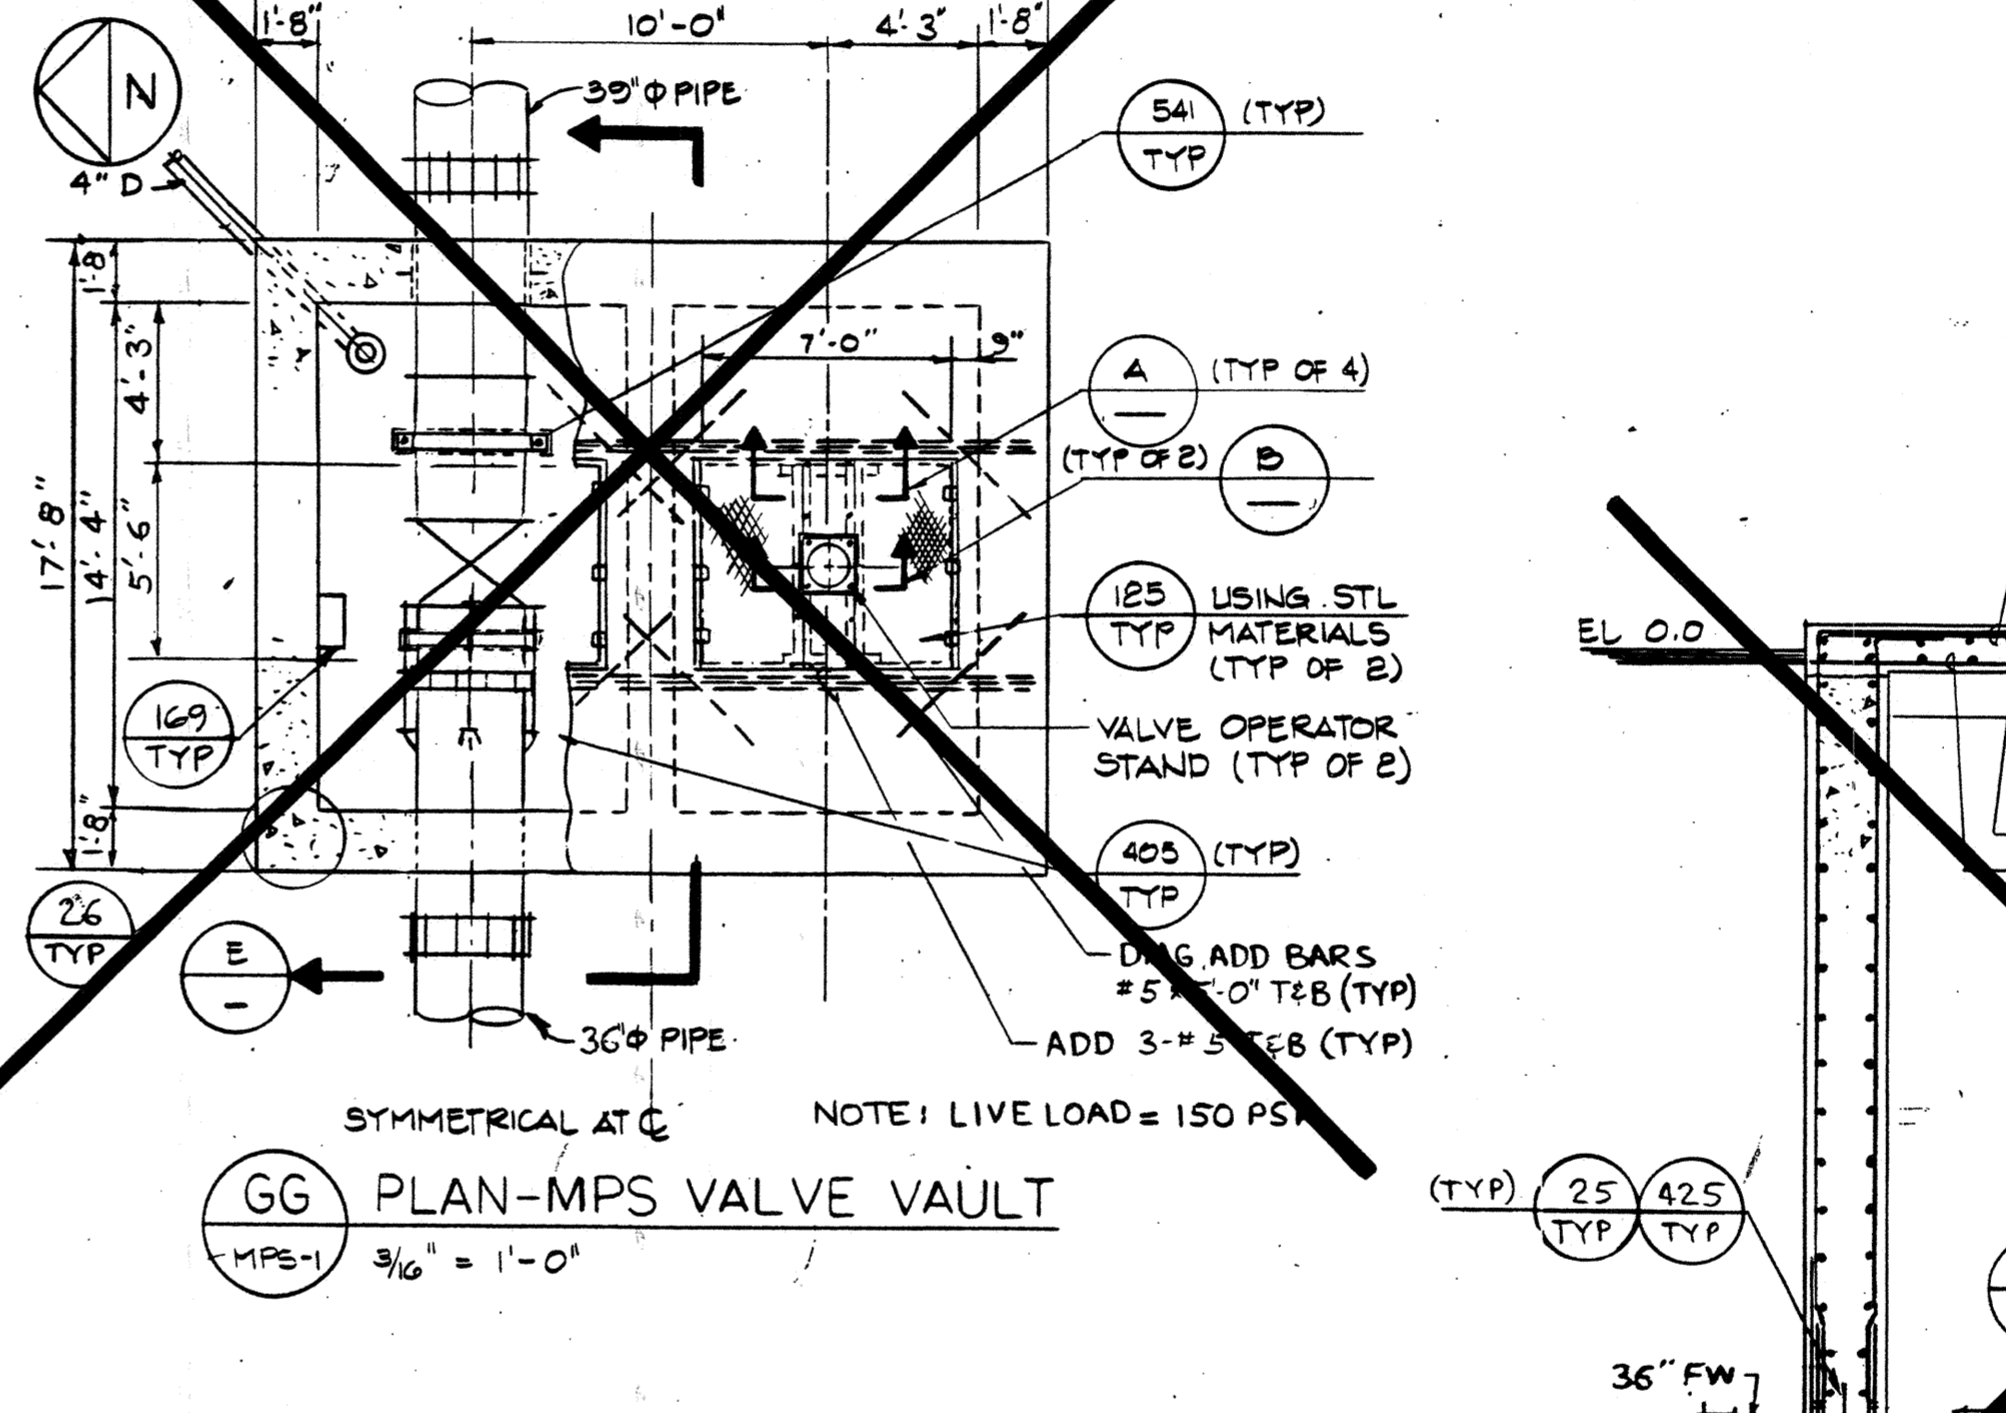 1'-8"
10'-0"
4'-3"
1'-8"
N
39"Φ PIPE
541 (TYP)
TYP
4" D
1'-8"
7'-0"
9"
A (TYP OF 4)
4'-3"
(TYP OF 2) B
17'-8"
14'-4"
5'-6"
125 USING STL
TYP MATERIALS
(TYP OF 2)
EL 0.0
169
TYP
VALVE OPERATOR
STAND (TYP OF 2)
1'-8"
405 (TYP)
TYP
26
TYP
E
ADD BARS
#5 -0" T&B (TYP)
36"Φ PIPE
ADD 3-#5 T&B (TYP)
SYMMETRICAL AT ℄
NOTE: LIVE LOAD = 150
GG PLAN-MPS VALVE VAULT
MPS-1 3/16" = 1'-0"
(TYP) 25 425
TYP TYP
36" FW